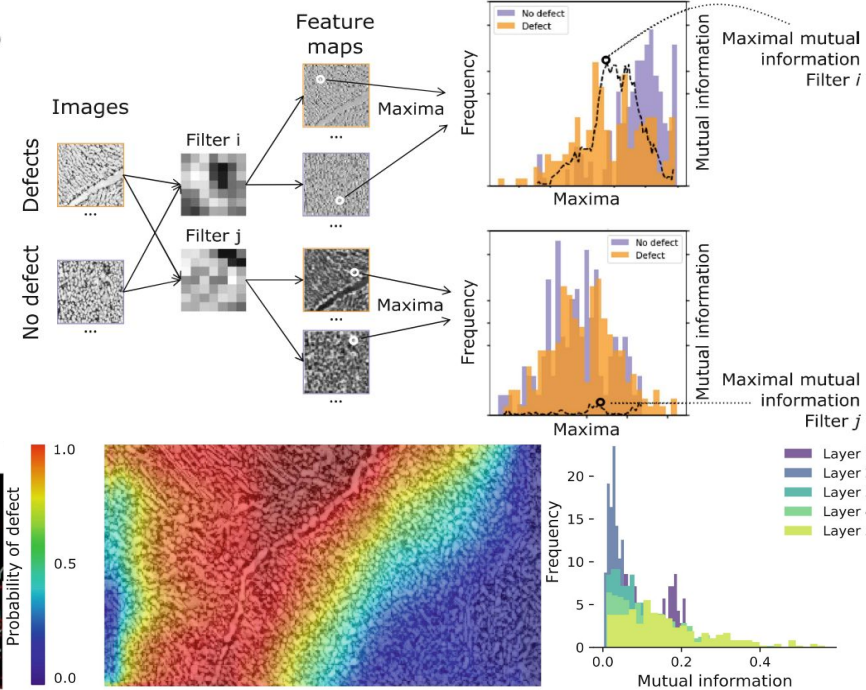 Images
Defects
...
No defect
...
Filter i
Filter j
Feature
maps
...
...
...
...
Maxima
Maxima
No defect
Defect
Frequency
Maxima
Mutual information
Maximal mutual
information
Filter i
No defect
Defect
Frequency
Maxima
Mutual information
Maximal mutual
information
Filter j
1.0
0.5
0.0
Probability of defect
Layer
Layer
Layer
Layer
Layer
Frequency
20
15
10
5
0
0.0 0.2 0.4
Mutual information